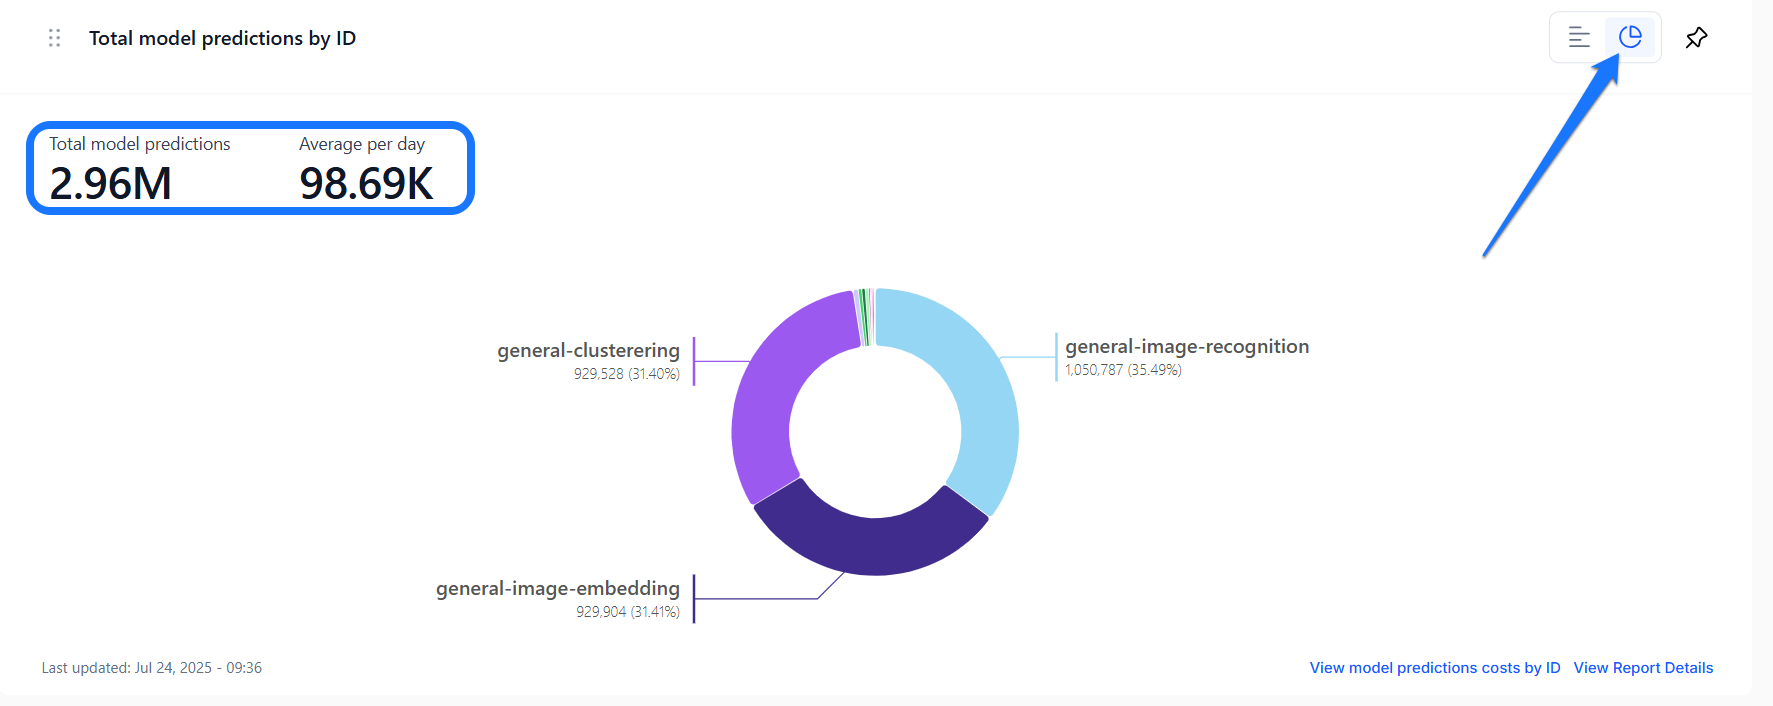 Total model predictions by ID
Total model predictions
Average per day
2.96M
98.69K
general-clusterering
929,528 (31.40%)
general-image-recognition
1,050,787 (35.49%)
general-image-embedding
929,904 (31.41%)
Last updated: Jul 24, 2025 - 09:36
View model predictions costs by ID
View Report Details